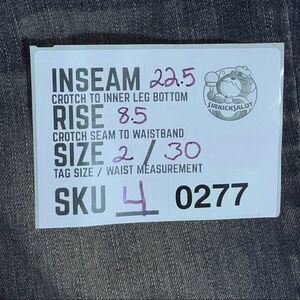 INSEAM 22.5
CROTCH TO INNER LEG BOTTOM
SIRKICKSALOT
RISE 8.5
CROTCH SEAM TO WAISTBAND
SIZE 2 / 30
TAG SIZE / WAIST MEASUREMENT
SKU 4 0277